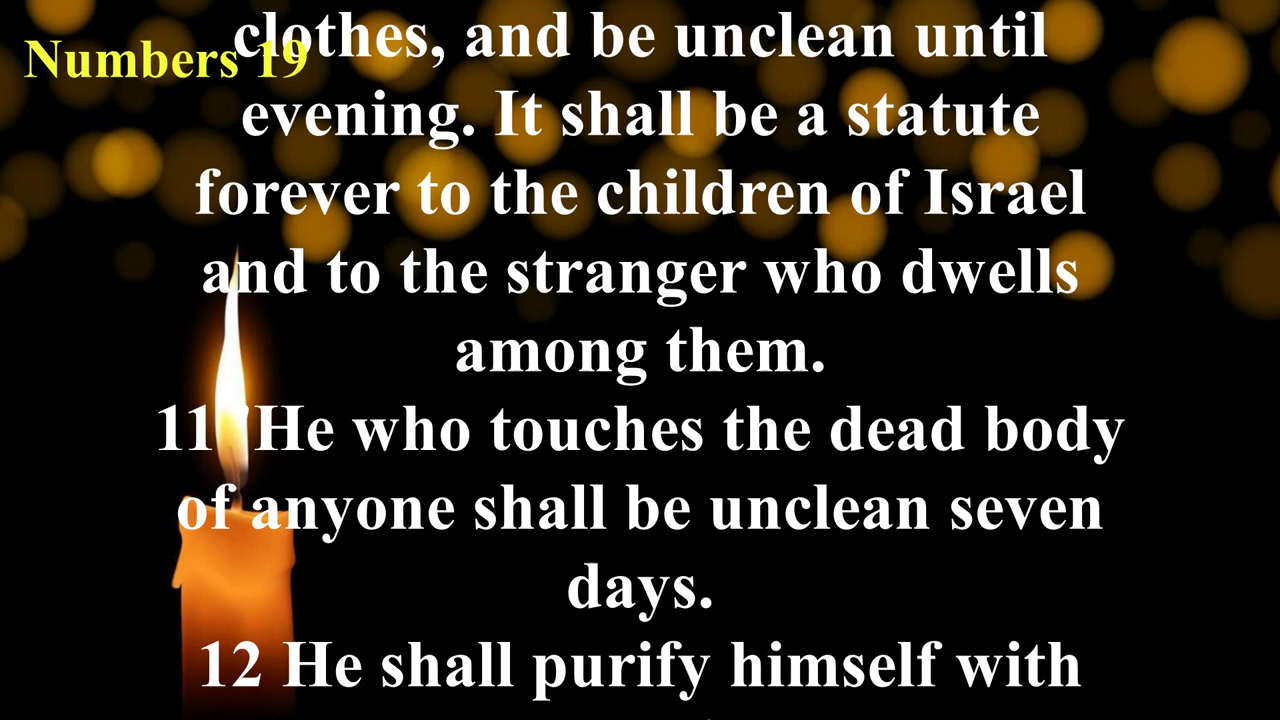 Numbers 19
clothes, and be unclean until
evening. It shall be a statute
forever to the children of Israel
and to the stranger who dwells
among them.
11 'He who touches the dead body
of anyone shall be unclean seven
days.
12 He shall purify himself with